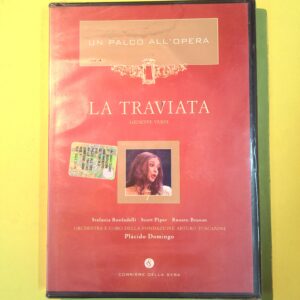 UN PALCO ALL'OPERA
LA TRAVIATA
GIUSEPPE VERDI
Stefania Bonfadelli Scott Piper Renato Bruson
ORCHESTRA E CORO DELLA FONDAZIONE ARTURO TOSCANINI
Plácido Domingo
CORRIERE DELLA SERA